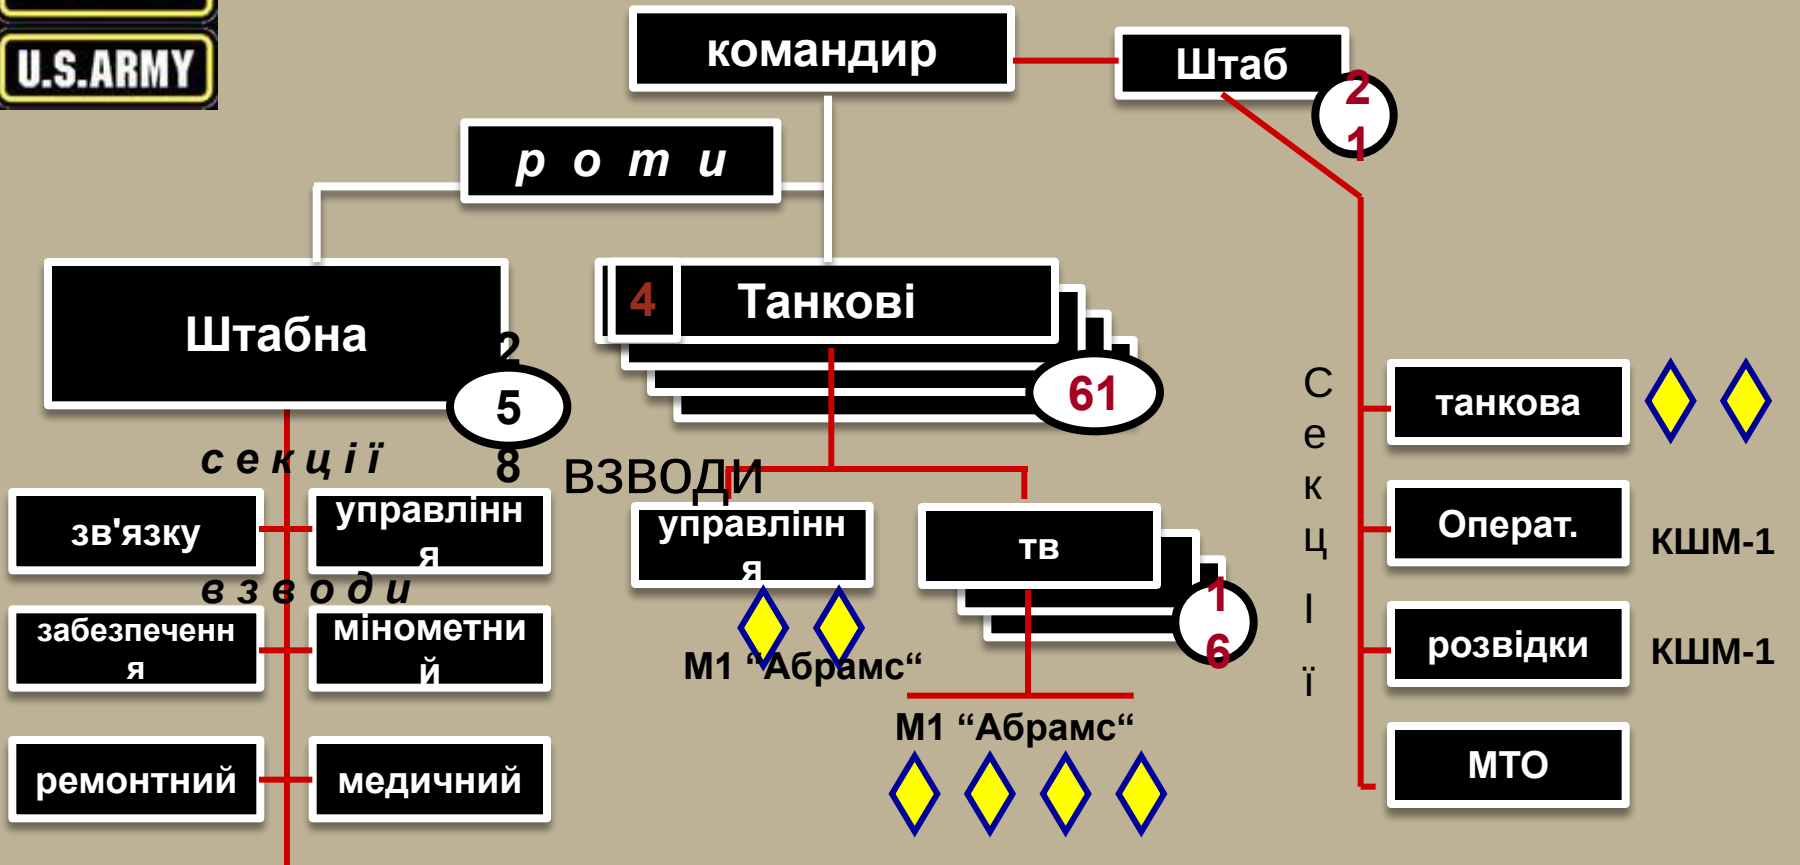 U.S.ARMY
командир
Штаб
2
1
р о т и
Штабна
2
5
8
4
Танкові
61
с е к ц і ї
зв'язку
управлінн
я
в з в о д и
забезпеченн
я
мінометни
й
ремонтний
медичний
взводи
управлінн
я
тв
1
6
М1 “Абрамс“
М1 “Абрамс“
С
е
к
ц
І
ї
танкова
Операт.
КШМ-1
розвідки
КШМ-1
МТО